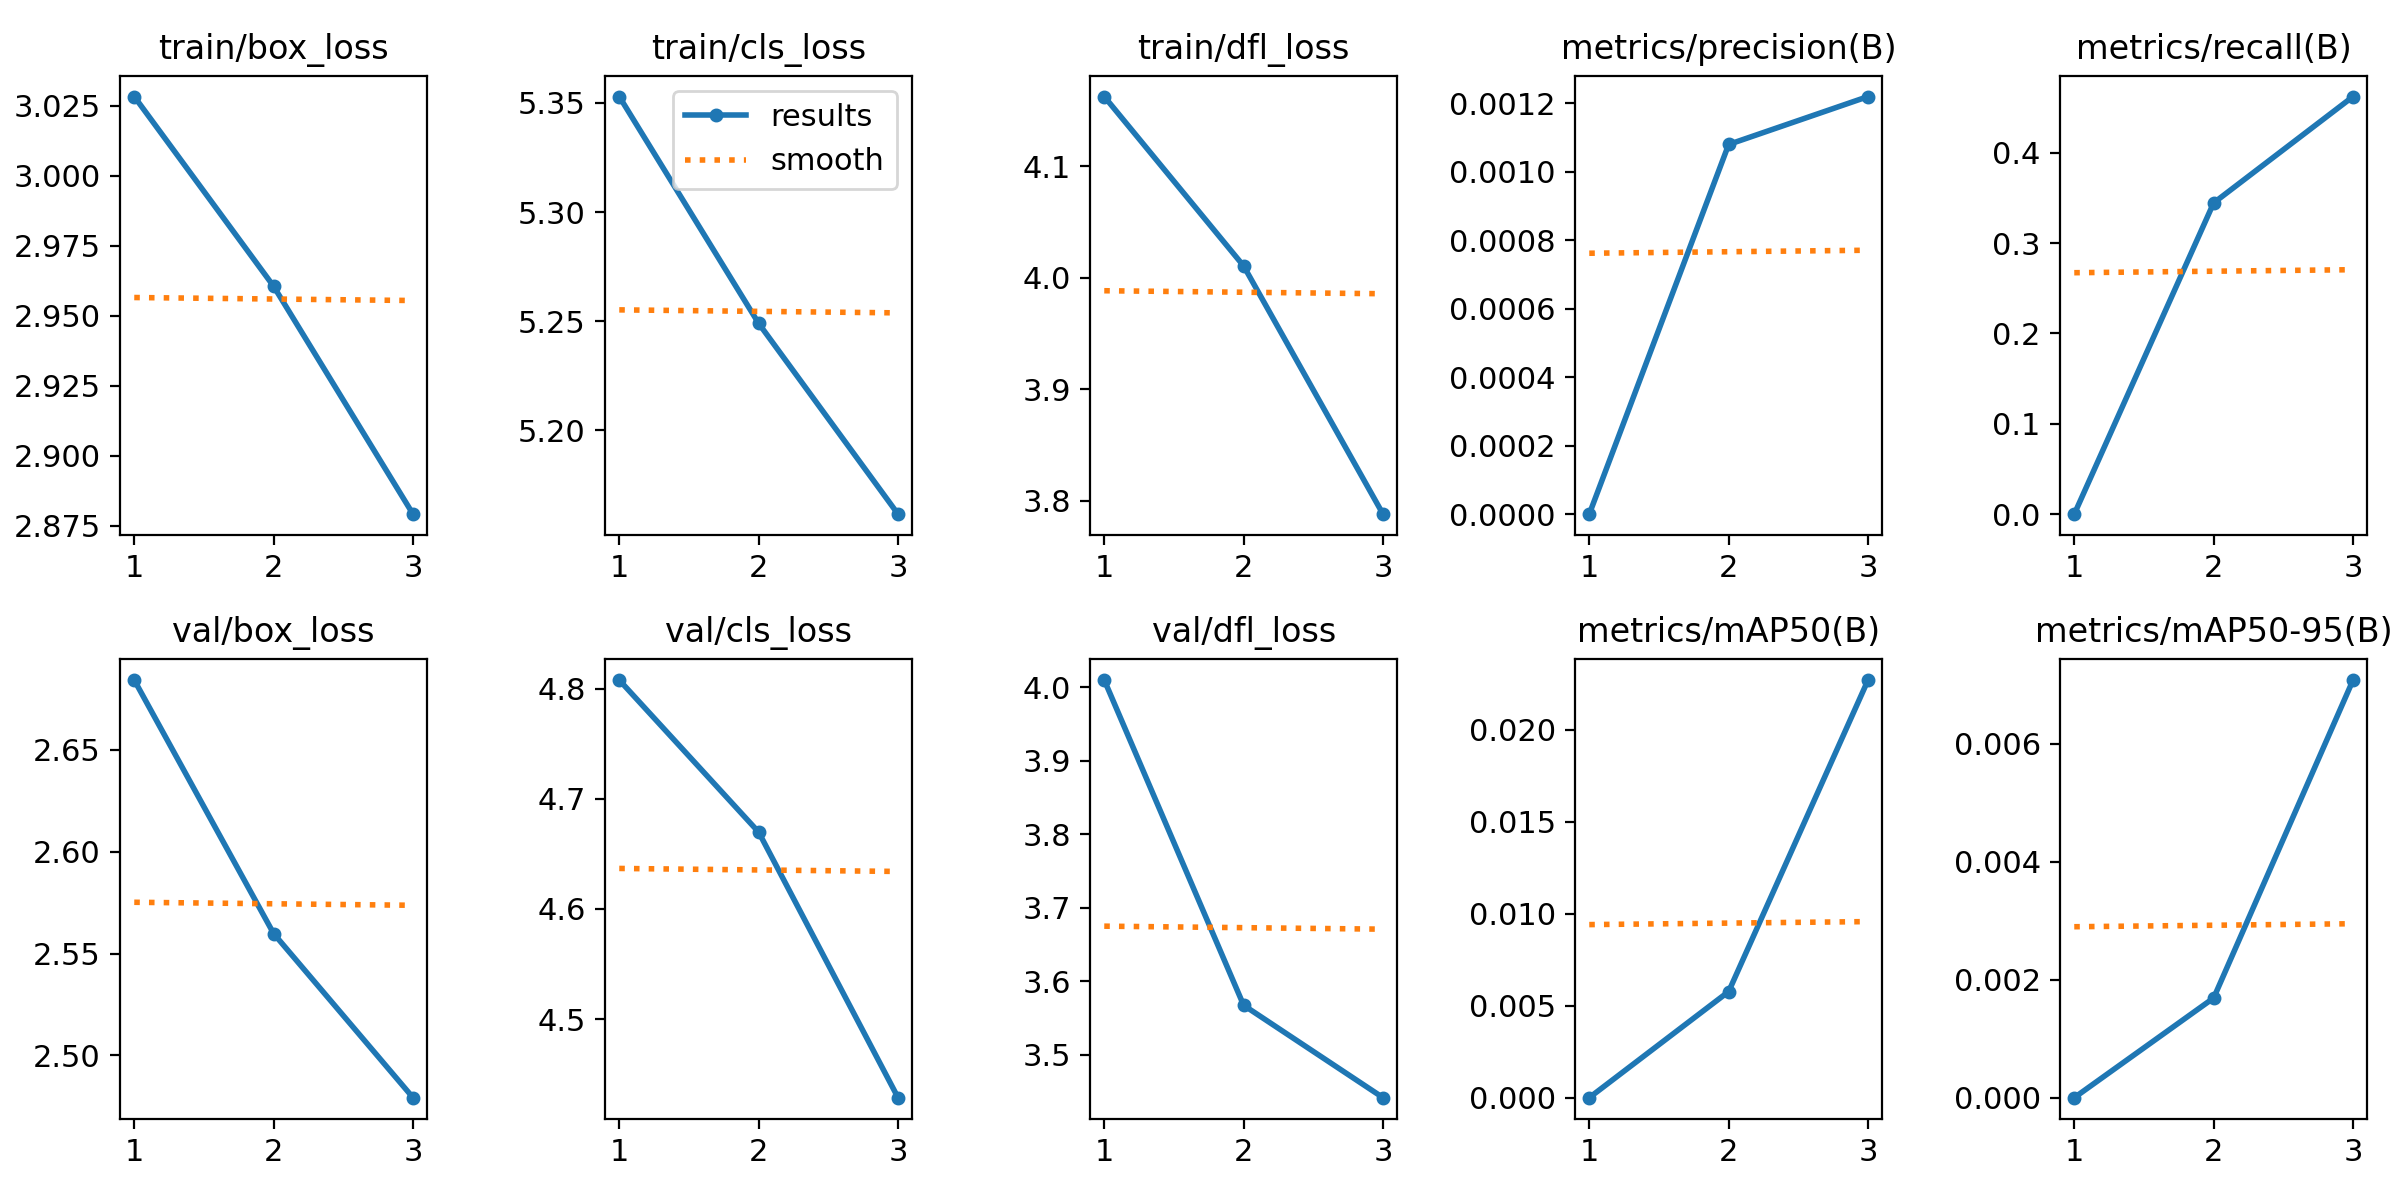 train/box_loss
3.025
3.000
2.975
2.950
2.925
2.900
2.875
1 2 3
train/cls_loss
results
smooth
5.35
5.30
5.25
5.20
1 2 3
train/dfl_loss
4.1
4.0
3.9
3.8
1 2 3
metrics/precision(B)
0.0012
0.0010
0.0008
0.0006
0.0004
0.0002
0.0000
1 2 3
metrics/recall(B)
0.4
0.3
0.2
0.1
0.0
1 2 3
val/box_loss
2.65
2.60
2.55
2.50
1 2 3
val/cls_loss
4.8
4.7
4.6
4.5
1 2 3
val/dfl_loss
4.0
3.9
3.8
3.7
3.6
3.5
1 2 3
metrics/mAP50(B)
0.020
0.015
0.010
0.005
0.000
1 2 3
metrics/mAP50-95(B)
0.006
0.004
0.002
0.000
1 2 3